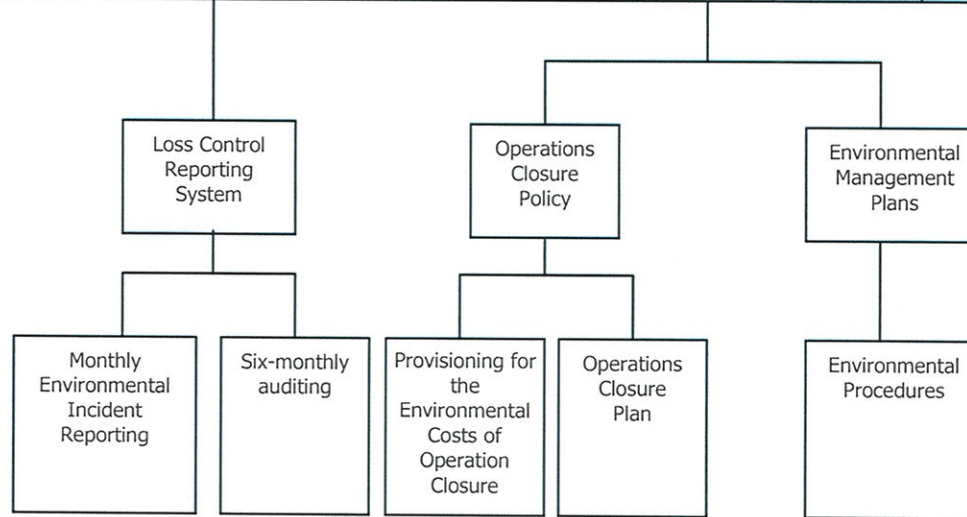 Loss Control
Reporting
System
Operations
Closure
Policy
Environmental
Management
Plans
Monthly
Environmental
Incident
Reporting
Six-monthly
auditing
Provisioning for
the
Environmental
Costs of
Operation
Closure
Operations
Closure
Plan
Environmental
Procedures